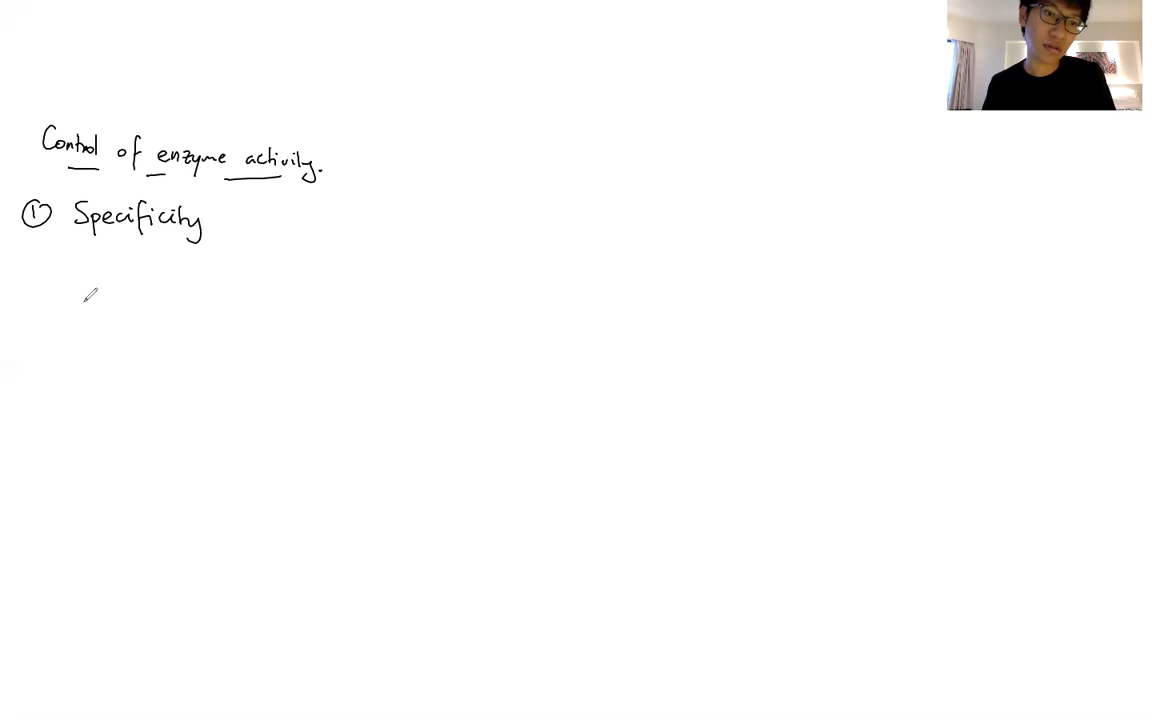 Control of enzyme activity.
① Specificity